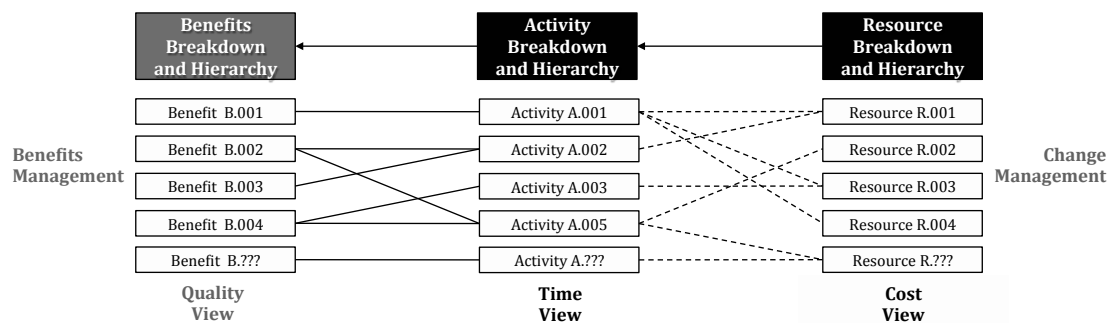 Benefits
Breakdown
and Hierarchy
Activity
Breakdown
and Hierarchy
Resource
Breakdown
and Hierarchy
Benefits
Management
Benefit B.001
Benefit B.002
Benefit B.003
Benefit B.004
Benefit B.???
Activity A.001
Activity A.002
Activity A.003
Activity A.005
Activity A.???
Resource R.001
Resource R.002
Resource R.003
Resource R.004
Resource R.???
Change
Management
Quality
View
Time
View
Cost
View